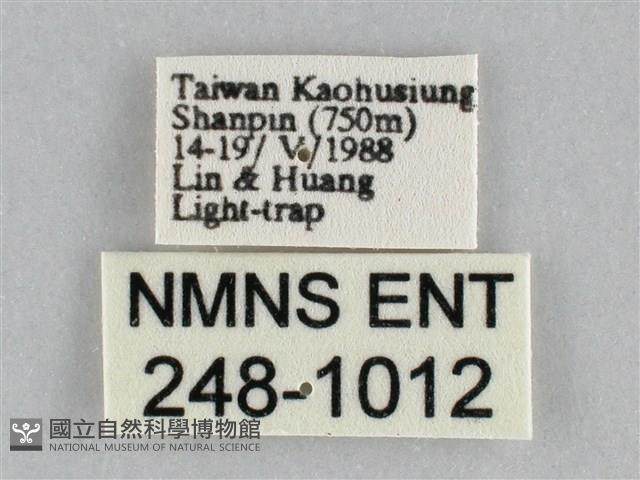 Taiwan Kaohusiung
Shanpin (750m)
14-19/ V/1988
Lin & Huang
Light-trap
NMNS ENT
248-1012
國立自然科學博物館
NATIONAL MUSEUM OF NATURAL SCIENCE